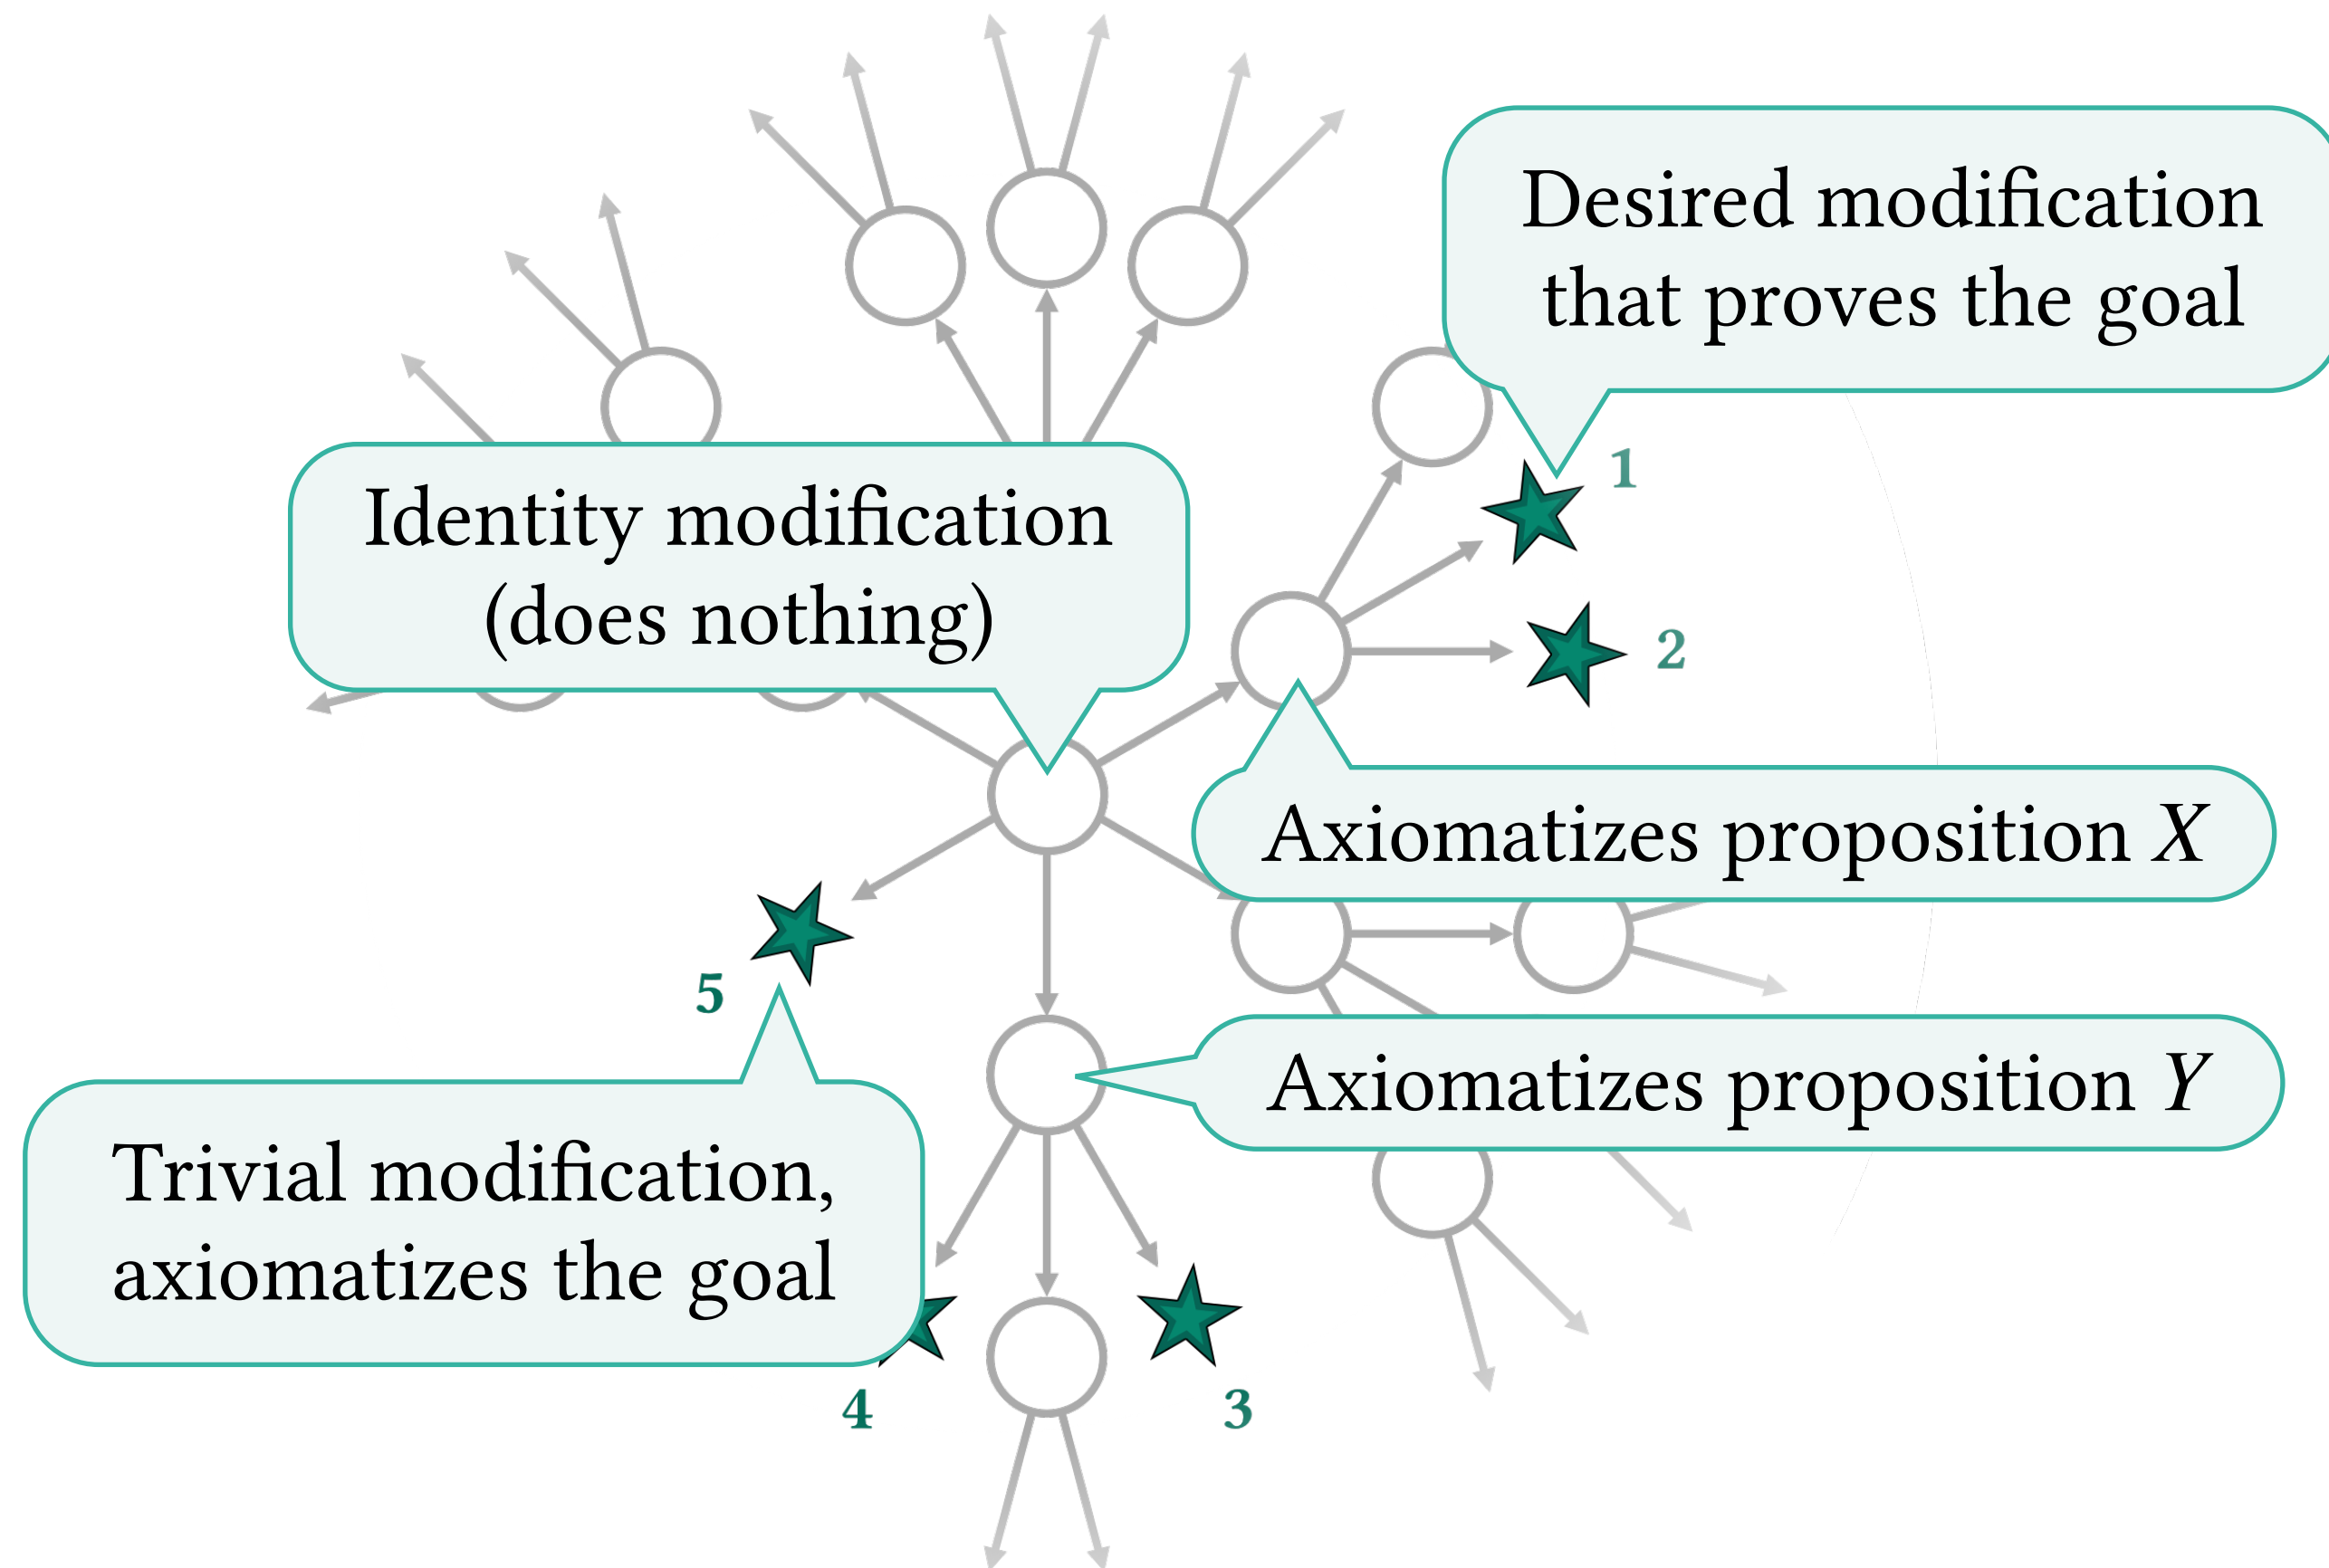 Desired modification
that proves the goal
1
Identity modification
(does nothing)
2
Axiomatizes proposition X
5
Axiomatizes proposition Y
Trivial modification,
axiomatizes the goal
4
3